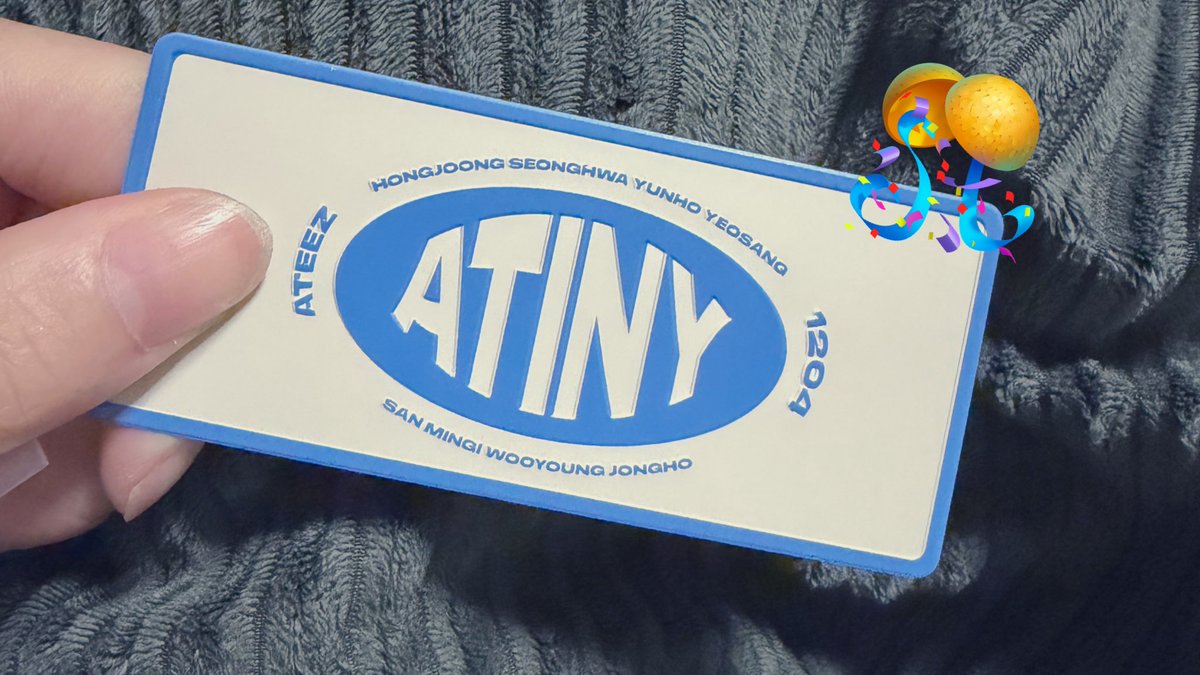 HONGJOONG SEONGHWA YUNHO YEOSANG
ATEEZ
ATINY
1204
SAN MINGI WOOYOUNG JONGHO